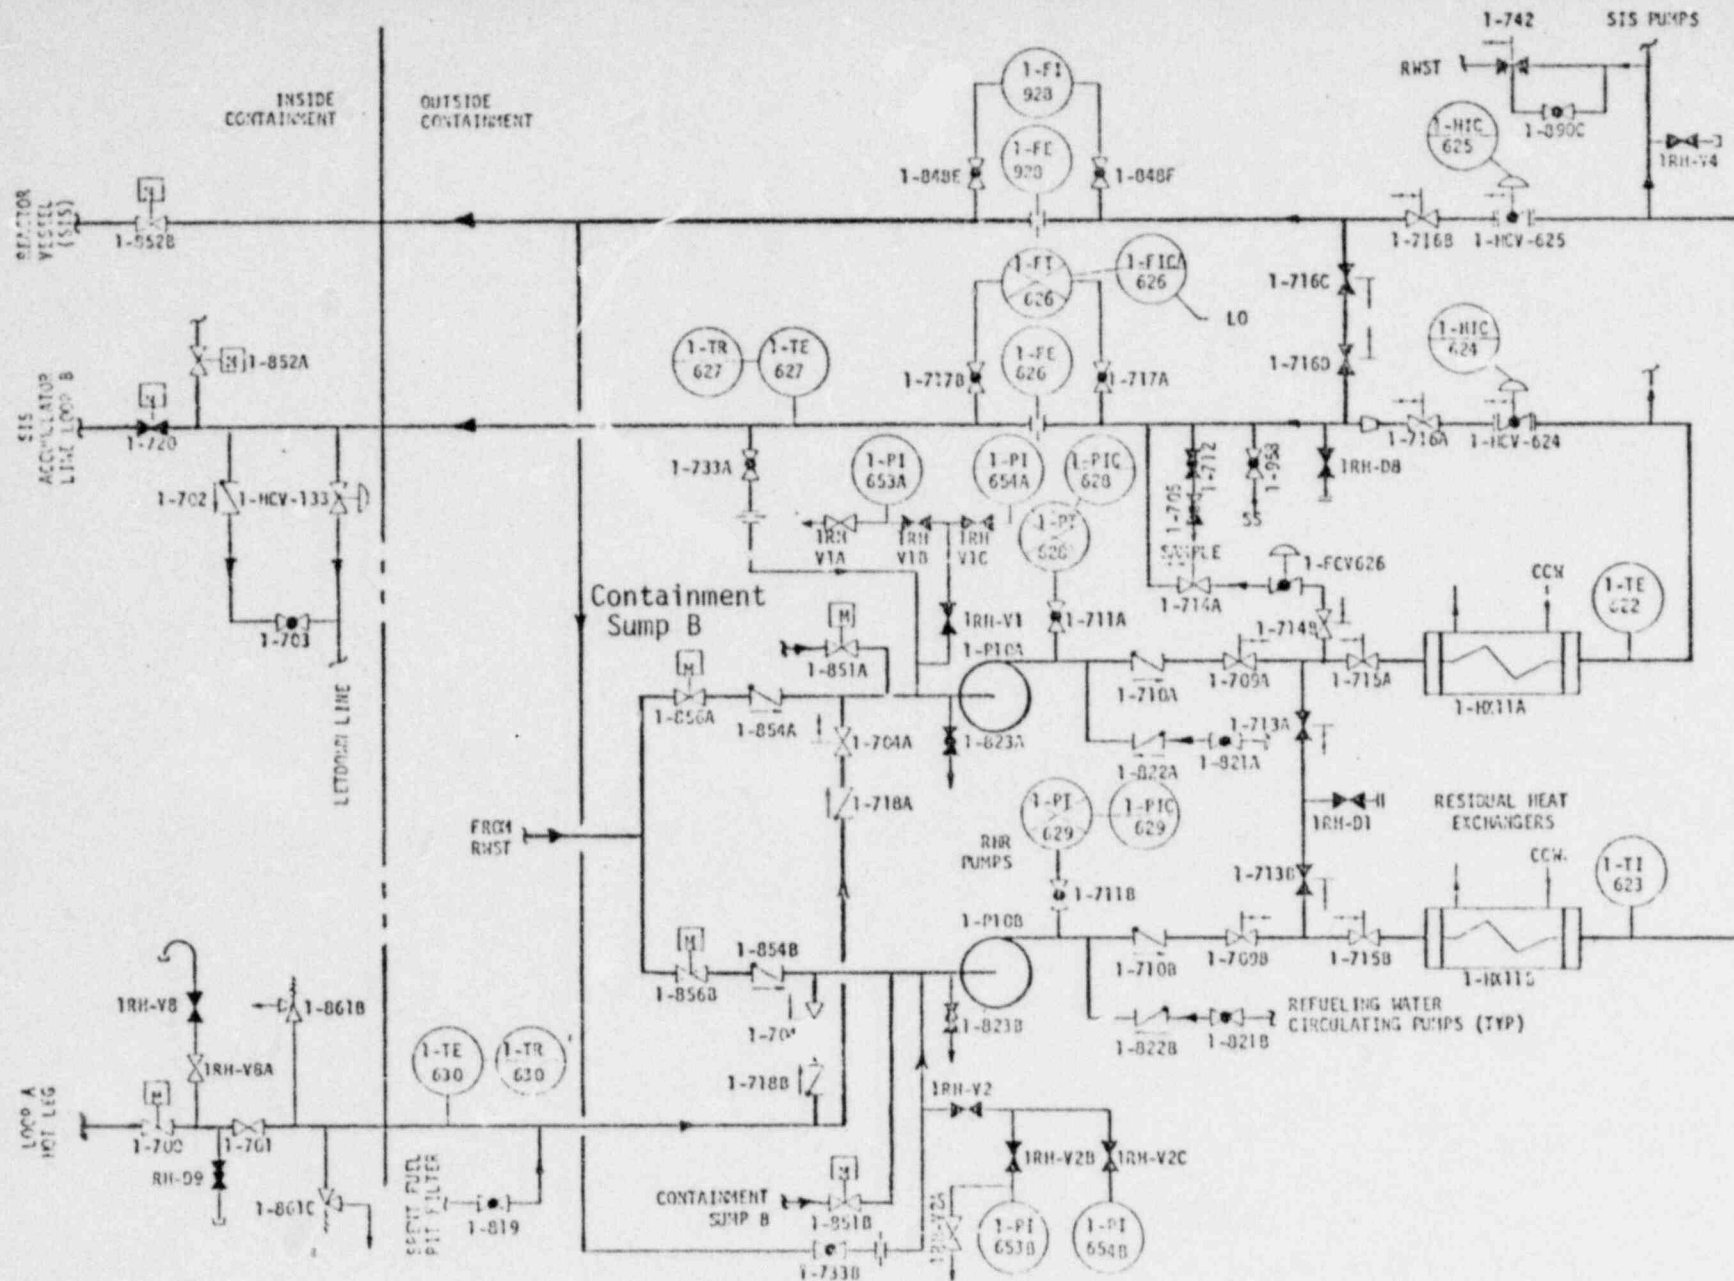 1-742
SIS PUMPS
RWST
1-890C
1-HIC
625
1RH-V4
INSIDE
CONTAINMENT
OUTSIDE
CONTAINMENT
1-FI
928
1-FE
928
1-848E
1-848F
REACTOR
VESSEL
(SIS)
1-852B
1-716B
1-HCV-625
1-FT
626
1-FICA
626
LO
1-716C
1-HIC
624
1-852A
1-TR
627
1-TE
627
1-717B
1-FE
626
1-717A
1-716D
SIS
ACCUMULATOR
LINE LOOP B
1-720
1-716A
1-HCV-624
1-702
1-HCV-133
1-733A
1-PI
653A
1-PI
654A
1-PIC
628
1-705
1-712
1-958
SS
1RH-D8
1RH
V1A
1RH
V1B
1RH
V1C
1-PT
628
SAMPLE
1-FCV626
1-714A
CCW
1-TE
622
Containment
Sump B
1-703
1-851A
1RH-V1
1-711A
1-714B
1-P10A
1-856A
1-854A
1-710A
1-709A
1-715A
1-HX11A
LETDOWN LINE
1-704A
1-823A
1-713A
1-822A
1-821A
1-718A
1-PI
629
1-PIC
629
1RH-D1
RESIDUAL HEAT
EXCHANGERS
FROM
RWST
RHR
PUMPS
CCW
1-TI
623
1-711B
1-713B
1-P10B
1-854B
1-856B
1-710B
1-709B
1-715B
1-HX11B
1RH-V8
1-861B
1-823B
1-822B
1-821B
REFUELING WATER
CIRCULATING PUMPS (TYP)
1RH-V8A
1-TE
630
1-TR
630
1-718B
1RH-V2
LOOP A
HOT LEG
1-700
1-701
RH-D9
1-861C
SPENT FUEL
PIT FILTER
1-819
CONTAINMENT
SUMP B
1-851B
1RH-V2B
1RH-V2C
1-PI
653B
1-PI
654B
1-733B